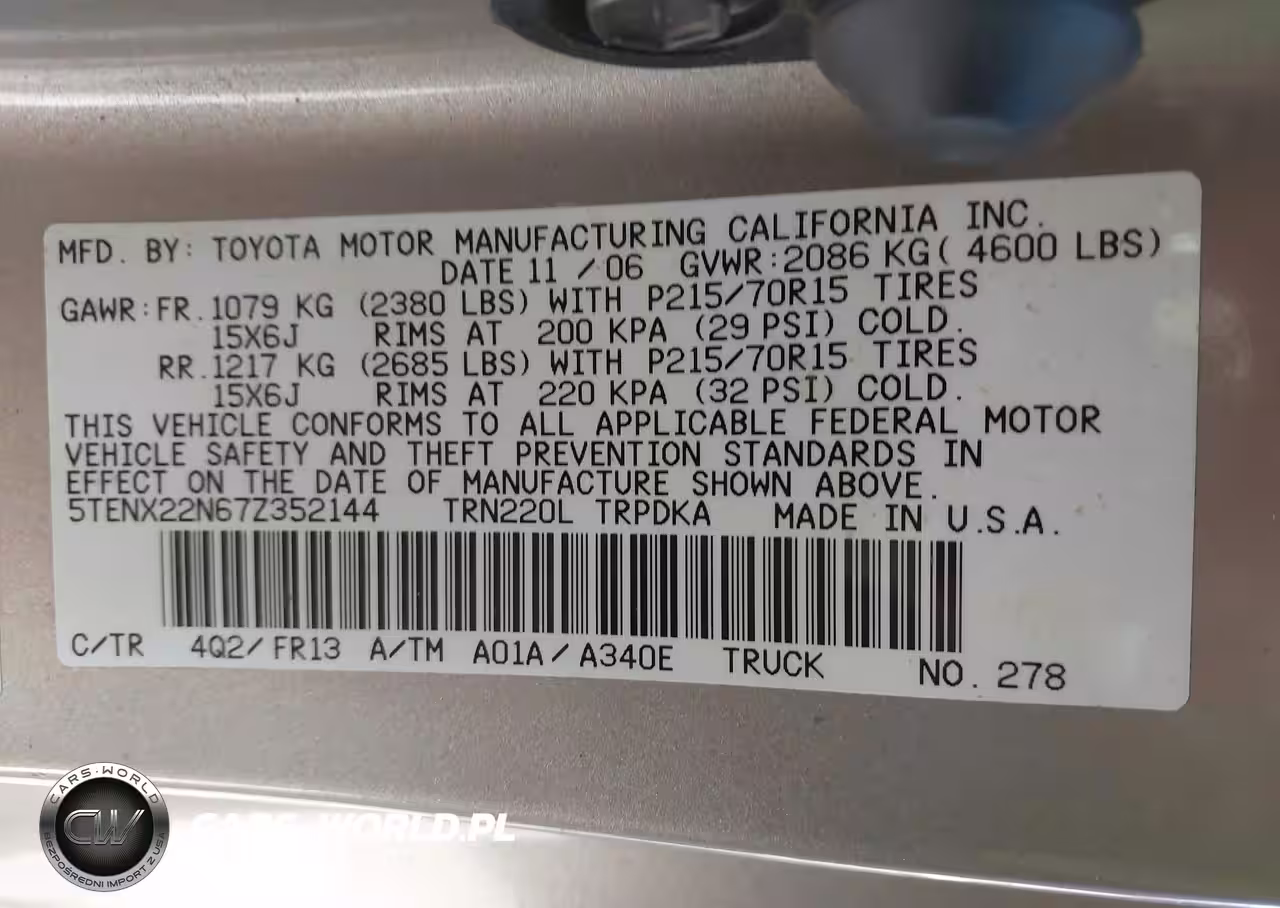 MFD. BY: TOYOTA MOTOR MANUFACTURING CALIFORNIA INC.
DATE 11 / 06 GVWR:2086 KG( 4600 LBS)
GAWR:FR.1079 KG (2380 LBS) WITH P215/70R15 TIRES
15X6J RIMS AT 200 KPA (29 PSI) COLD.
RR.1217 KG (2685 LBS) WITH P215/70R15 TIRES
15X6J RIMS AT 220 KPA (32 PSI) COLD.
THIS VEHICLE CONFORMS TO ALL APPLICABLE FEDERAL MOTOR
VEHICLE SAFETY AND THEFT PREVENTION STANDARDS IN
EFFECT ON THE DATE OF MANUFACTURE SHOWN ABOVE.
5TENX22N67Z352144 TRN220L TRPDKA MADE IN U.S.A.
C/TR 4Q2/FR13 A/TM A01A/A340E TRUCK NO. 278
CARS-WORLD
CW
BEZPOŚREDNI IMPORT Z USA
CARS-WORLD.PL